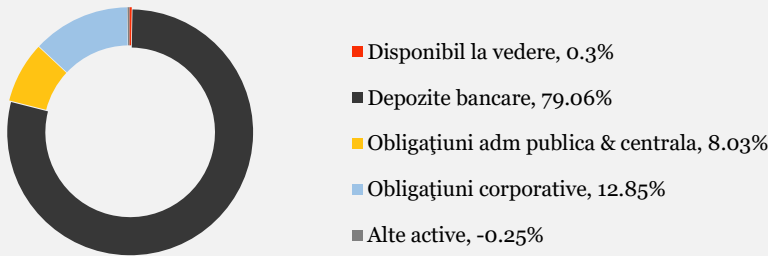 Disponibil la vedere, 0.3%
Depozite bancare, 79.06%
Obligaţiuni adm publica & centrala, 8.03%
Obligaţiuni corporative, 12.85%
Alte active, -0.25%